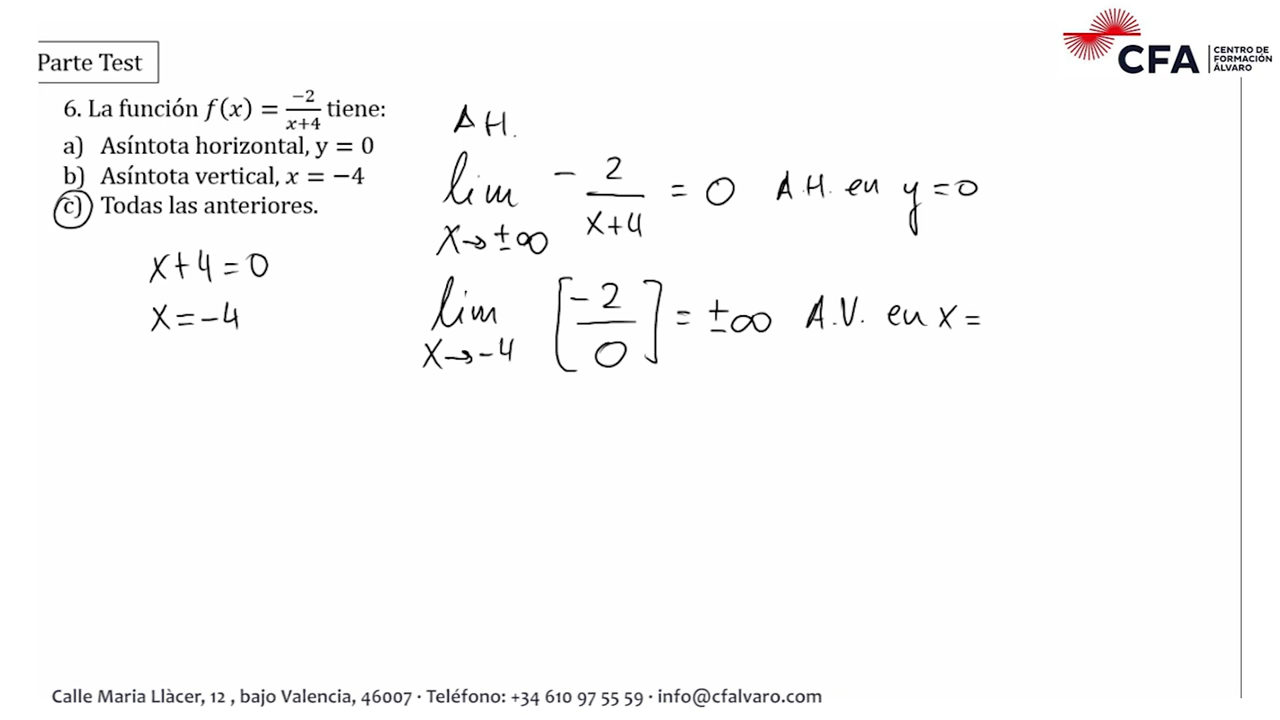 CFA CENTRO DE FORMACIÓN ÁLVARO
Parte Test
6. La función f(x) = -2/(x+4) tiene:
a) Asíntota horizontal, y = 0
b) Asíntota vertical, x = −4
c) Todas las anteriores.
x+4=0
x=-4
A H.
lim x→±∞ - 2/(x+4) = 0 A.H. en y=0
lim x→-4 [-2/0] = ±∞ A.V. en x=
Calle Maria Llàcer, 12 , bajo Valencia, 46007 · Teléfono: +34 610 97 55 59 · info@cfalvaro.com